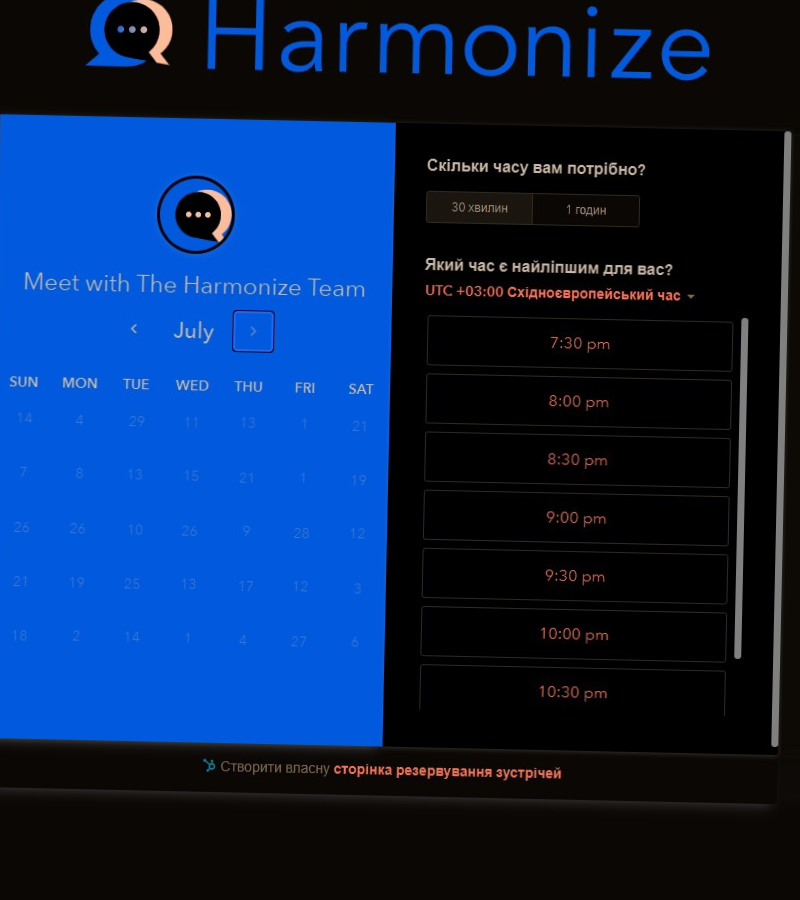 Harmonize
Meet with The Harmonize Team
July
SUN MON TUE WED THU FRI SAT
14 4 29 11 13 1 21
7 8 13 15 21 1 19
26 26 10 26 9 28 12
21 19 25 13 17 12 3
18 2 14 1 4 27 6
Скільки часу вам потрібно?
30 хвилин 1 годин
Який час є найліпшим для вас?
UTC +03:00 Східноєвропейський час
7:30 pm
8:00 pm
8:30 pm
9:00 pm
9:30 pm
10:00 pm
10:30 pm
Створити власну сторінка резервування зустрічей